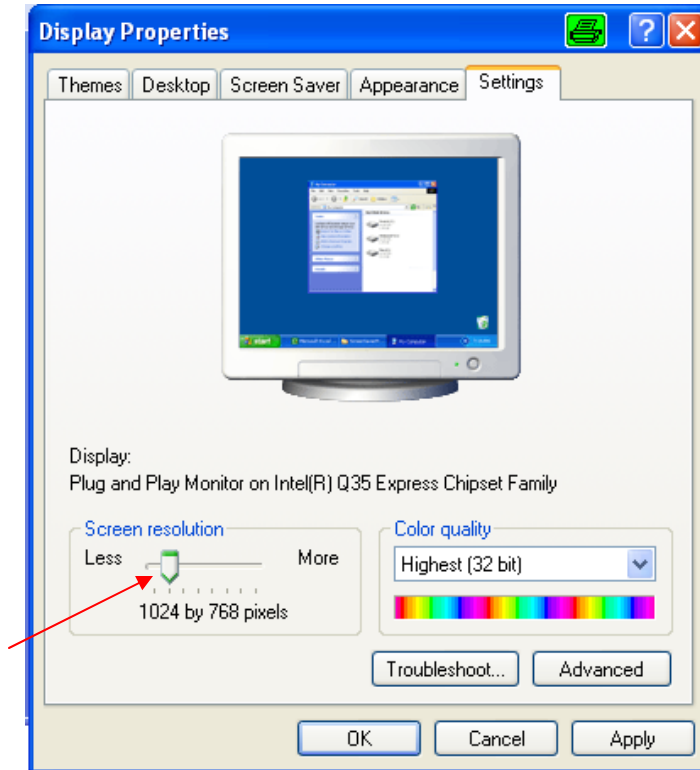 Display Properties
Themes Desktop Screen Saver Appearance Settings
start
Display:
Plug and Play Monitor on Intel(R) Q35 Express Chipset Family
Screen resolution
Less More
1024 by 768 pixels
Color quality
Highest (32 bit)
Troubleshoot... Advanced
OK Cancel Apply